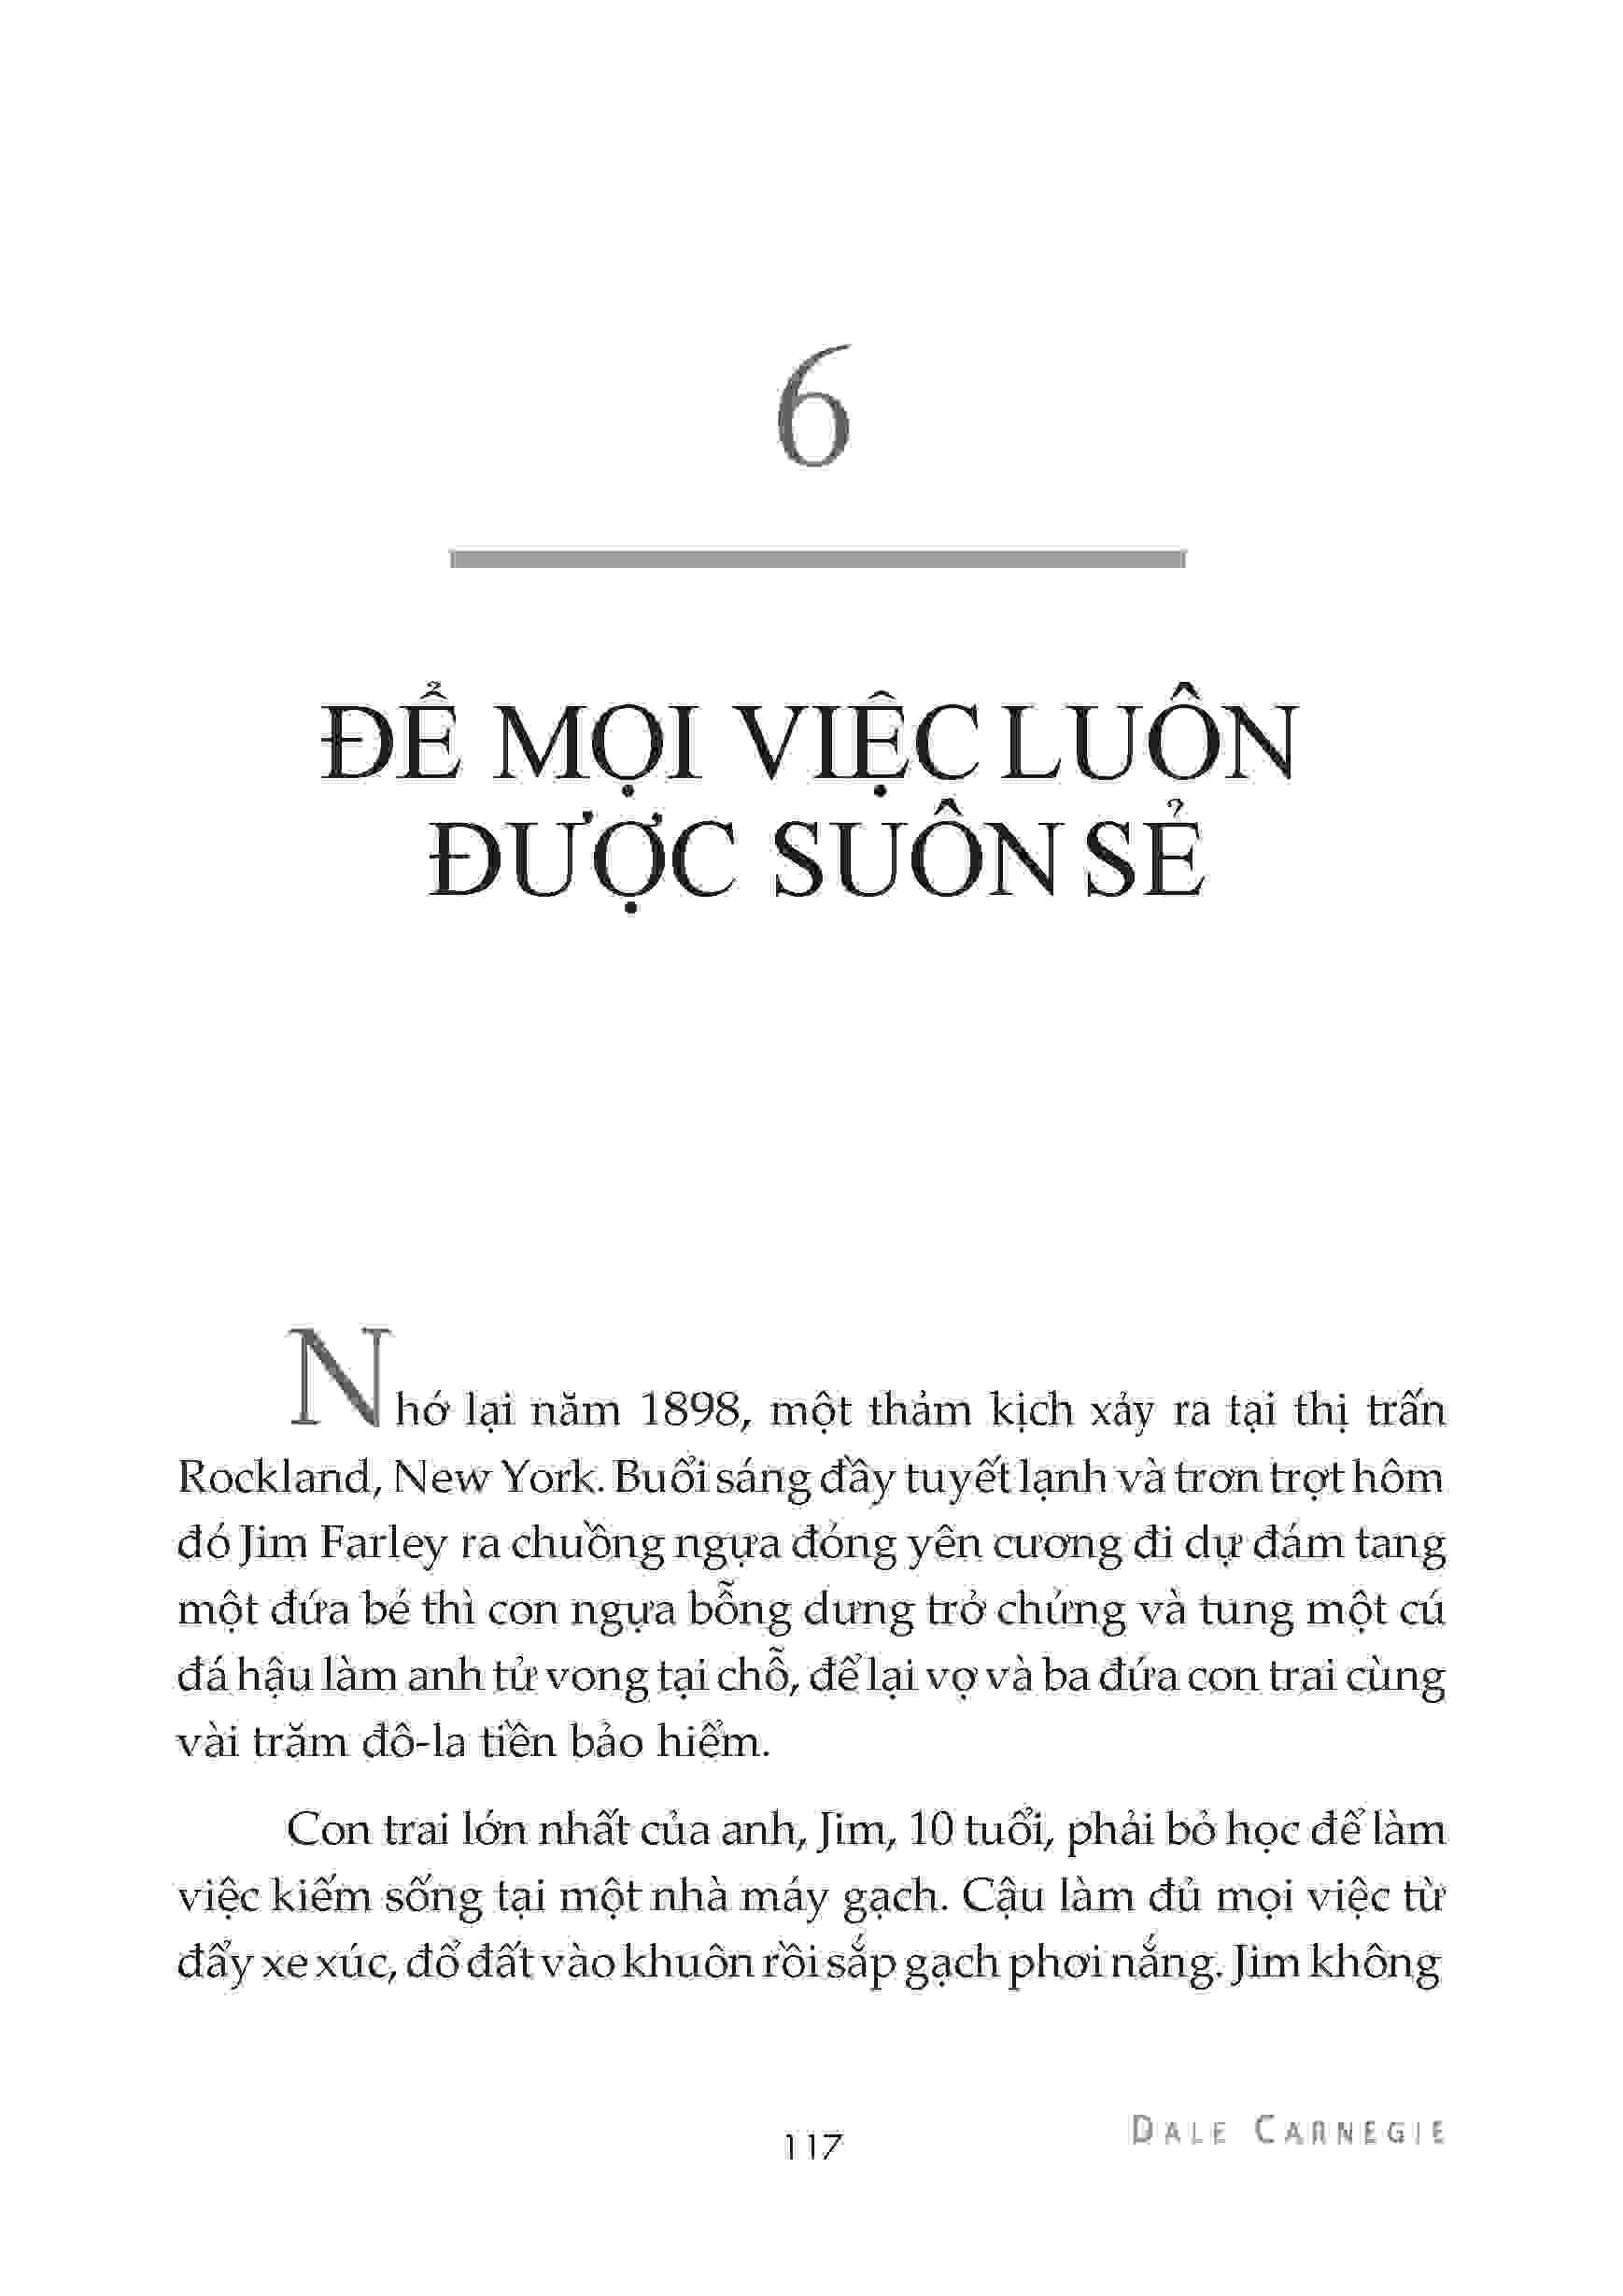 6
ĐỂ MỌI VIỆC LUÔN
ĐƯỢC SUÔN SẺ
Nhớ lại năm 1898, một thảm kịch xảy ra tại thị trấn
Rockland, New York. Buổi sáng đầy tuyết lạnh và trơn trợt hôm
đó Jim Farley ra chuồng ngựa đóng yên cương đi dự đám tang
một đứa bé thì con ngựa bỗng dưng trở chứng và tung một cú
đá hậu làm anh tử vong tại chỗ, để lại vợ và ba đứa con trai cùng
vài trăm đô-la tiền bảo hiểm.
Con trai lớn nhất của anh, Jim, 10 tuổi, phải bỏ học để làm
việc kiếm sống tại một nhà máy gạch. Cậu làm đủ mọi việc từ
đẩy xe xúc, đổ đất vào khuôn rồi sắp gạch phơi nắng. Jim không
117
DALE CARNEGIE